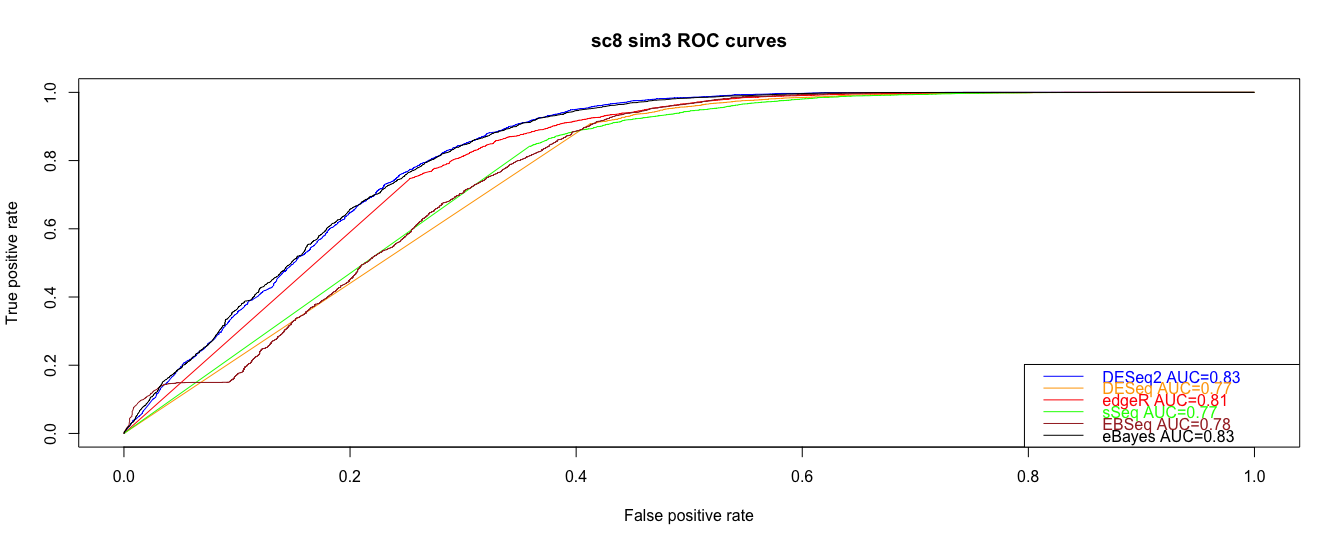 sc8 sim3 ROC curves
True positive rate
1.0
0.8
0.6
0.4
0.2
0.0
DESeq2 AUC=0.83
DESeq AUC=0.77
edgeR AUC=0.81
sSeq AUC=0.77
EBSeq AUC=0.78
eBayes AUC=0.83
0.0 0.2 0.4 0.6 0.8 1.0
False positive rate